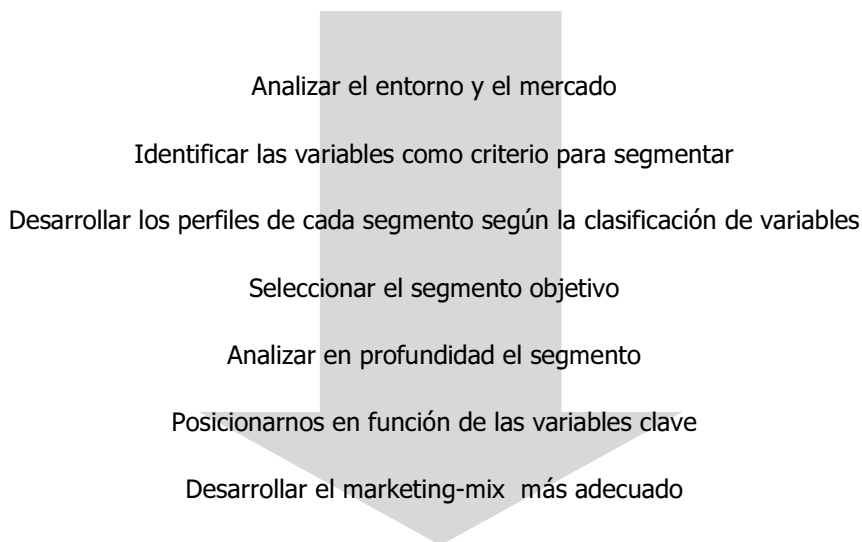 Analizar el entorno y el mercado
Identificar las variables como criterio para segmentar
Desarrollar los perfiles de cada segmento según la clasificación de variables
Seleccionar el segmento objetivo
Analizar en profundidad el segmento
Posicionarnos en función de las variables clave
Desarrollar el marketing-mix  más adecuado